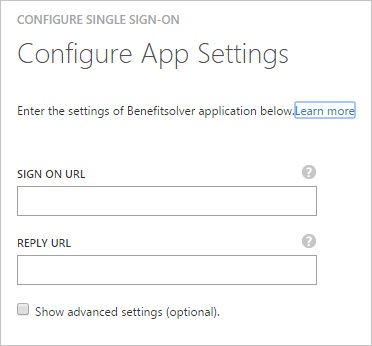 CONFIGURE SINGLE SIGN-ON
Configure App Settings
Enter the settings of Benefitsolver application below.Learn more
SIGN ON URL
?
REPLY URL
?
Show advanced settings (optional).